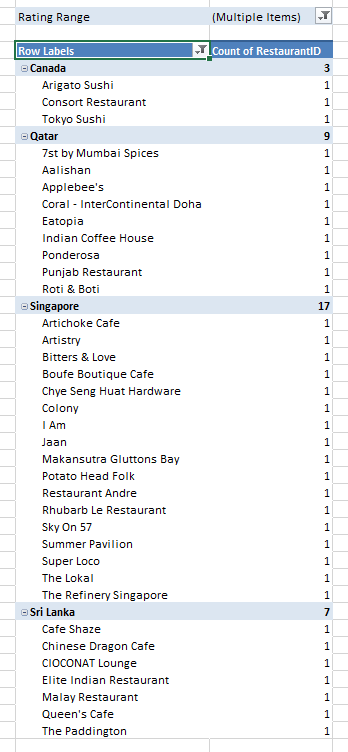 Rating Range (Multiple Items)
Row Labels Count of RestaurantID
Canada 3
Arigato Sushi 1
Consort Restaurant 1
Tokyo Sushi 1
Qatar 9
7st by Mumbai Spices 1
Aalishan 1
Applebee's 1
Coral - InterContinental Doha 1
Eatopia 1
Indian Coffee House 1
Ponderosa 1
Punjab Restaurant 1
Roti & Boti 1
Singapore 17
Artichoke Cafe 1
Artistry 1
Bitters & Love 1
Boufe Boutique Cafe 1
Chye Seng Huat Hardware 1
Colony 1
I Am 1
Jaan 1
Makansutra Gluttons Bay 1
Potato Head Folk 1
Restaurant Andre 1
Rhubarb Le Restaurant 1
Sky On 57 1
Summer Pavilion 1
Super Loco 1
The Lokal 1
The Refinery Singapore 1
Sri Lanka 7
Cafe Shaze 1
Chinese Dragon Cafe 1
CIOCONAT Lounge 1
Elite Indian Restaurant 1
Malay Restaurant 1
Queen's Cafe 1
The Paddington 1